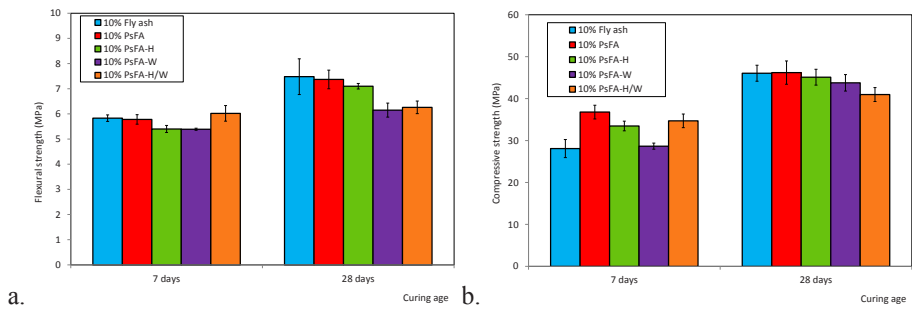 10
9
8
7
6
5
4
3
2
1
0
Flexural strength (MPa)
10% Fly ash
10% PsFA
10% PsFA-H
10% PsFA-W
10% PsFA-H/W
7 days
28 days
Curing age
a.
60
50
40
30
20
10
0
Compressive strength (MPa)
10% Fly ash
10% PsFA
10% PsFA-H
10% PsFA-W
10% PsFA-H/W
7 days
28 days
Curing age
b.